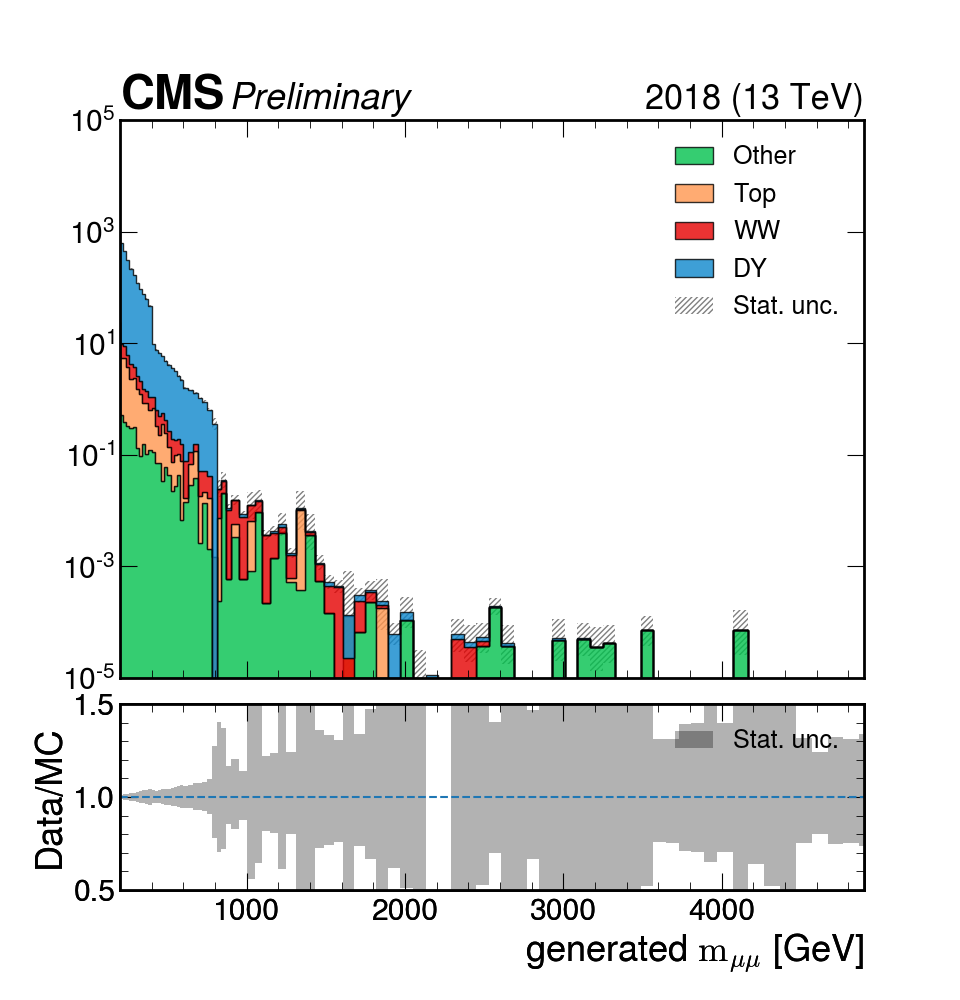 CMS Preliminary 2018 (13 TeV)
10^5
10^3
10^1
10^-1
10^-3
10^-5
Other
Top
WW
DY
Stat. unc.
1.5
1.0
0.5
Data/MC
Stat. unc.
1000 2000 3000 4000
generated m_μμ [GeV]